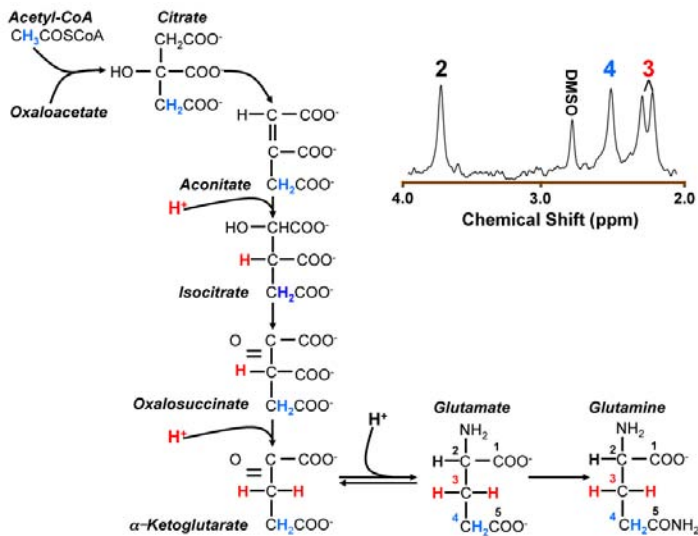 Acetyl-CoA
CH₃COSCoA
Oxaloacetate
Citrate
CH₂COO⁻
HO C COO⁻
CH₂COO⁻
H C COO⁻
C COO⁻
CH₂COO⁻
Aconitate
H⁺
HO CHCOO⁻
H C COO⁻
CH₂COO⁻
Isocitrate
O C COO⁻
H C COO⁻
CH₂COO⁻
Oxalosuccinate
H⁺
O C COO⁻
H C H
CH₂COO⁻
α-Ketoglutarate
H⁺
Glutamate
NH₂
H 2 C 1 COO⁻
3
H C H
4 5
CH₂COO⁻
Glutamine
NH₂
H 2 C 1 COO⁻
3
H C H
4 5
CH₂CONH₂
2 DMSO 4 3
4.0 3.0 2.0
Chemical Shift (ppm)